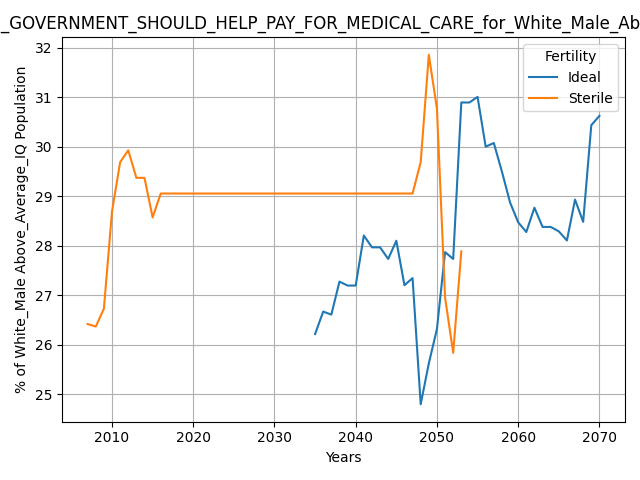 _GOVERNMENT_SHOULD_HELP_PAY_FOR_MEDICAL_CARE_for_White_Male_Ab
Fertility
Ideal
Sterile
% of White_Male Above_Average_IQ Population
32
31
30
29
28
27
26
25
2010 2020 2030 2040 2050 2060 2070
Years